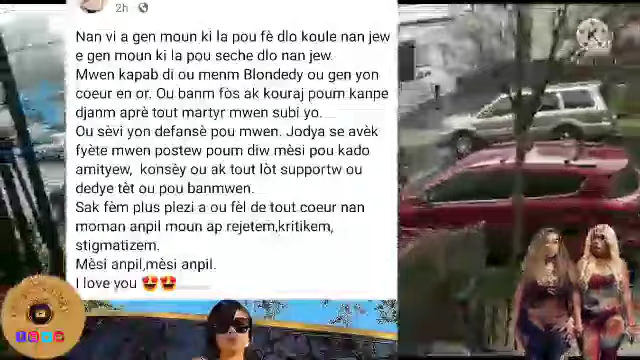 2h
Nan vi a gen moun ki la pou fè dlo koule nan jew
e gen moun ki la pou seche dlo nan jew.
Mwen kapab di ou menm Blondedy ou gen yon
coeur en or. Ou banm fòs ak kouraj poum kanpe
djanm aprè tout martyr mwen subi yo.
Ou sèvi yon defansè pou mwen. Jodya se avèk
fyète mwen postew poum diw mèsi pou kado
amityew, konsèy ou ak tout lòt supportw ou
dedye tèt ou pou banmwen.
Sak fèm plus plezi a ou fèl de tout coeur nan
moman anpil moun ap rejetem,kritikem,
stigmatizem.
Mèsi anpil,mèsi anpil.
I love you 😍😍